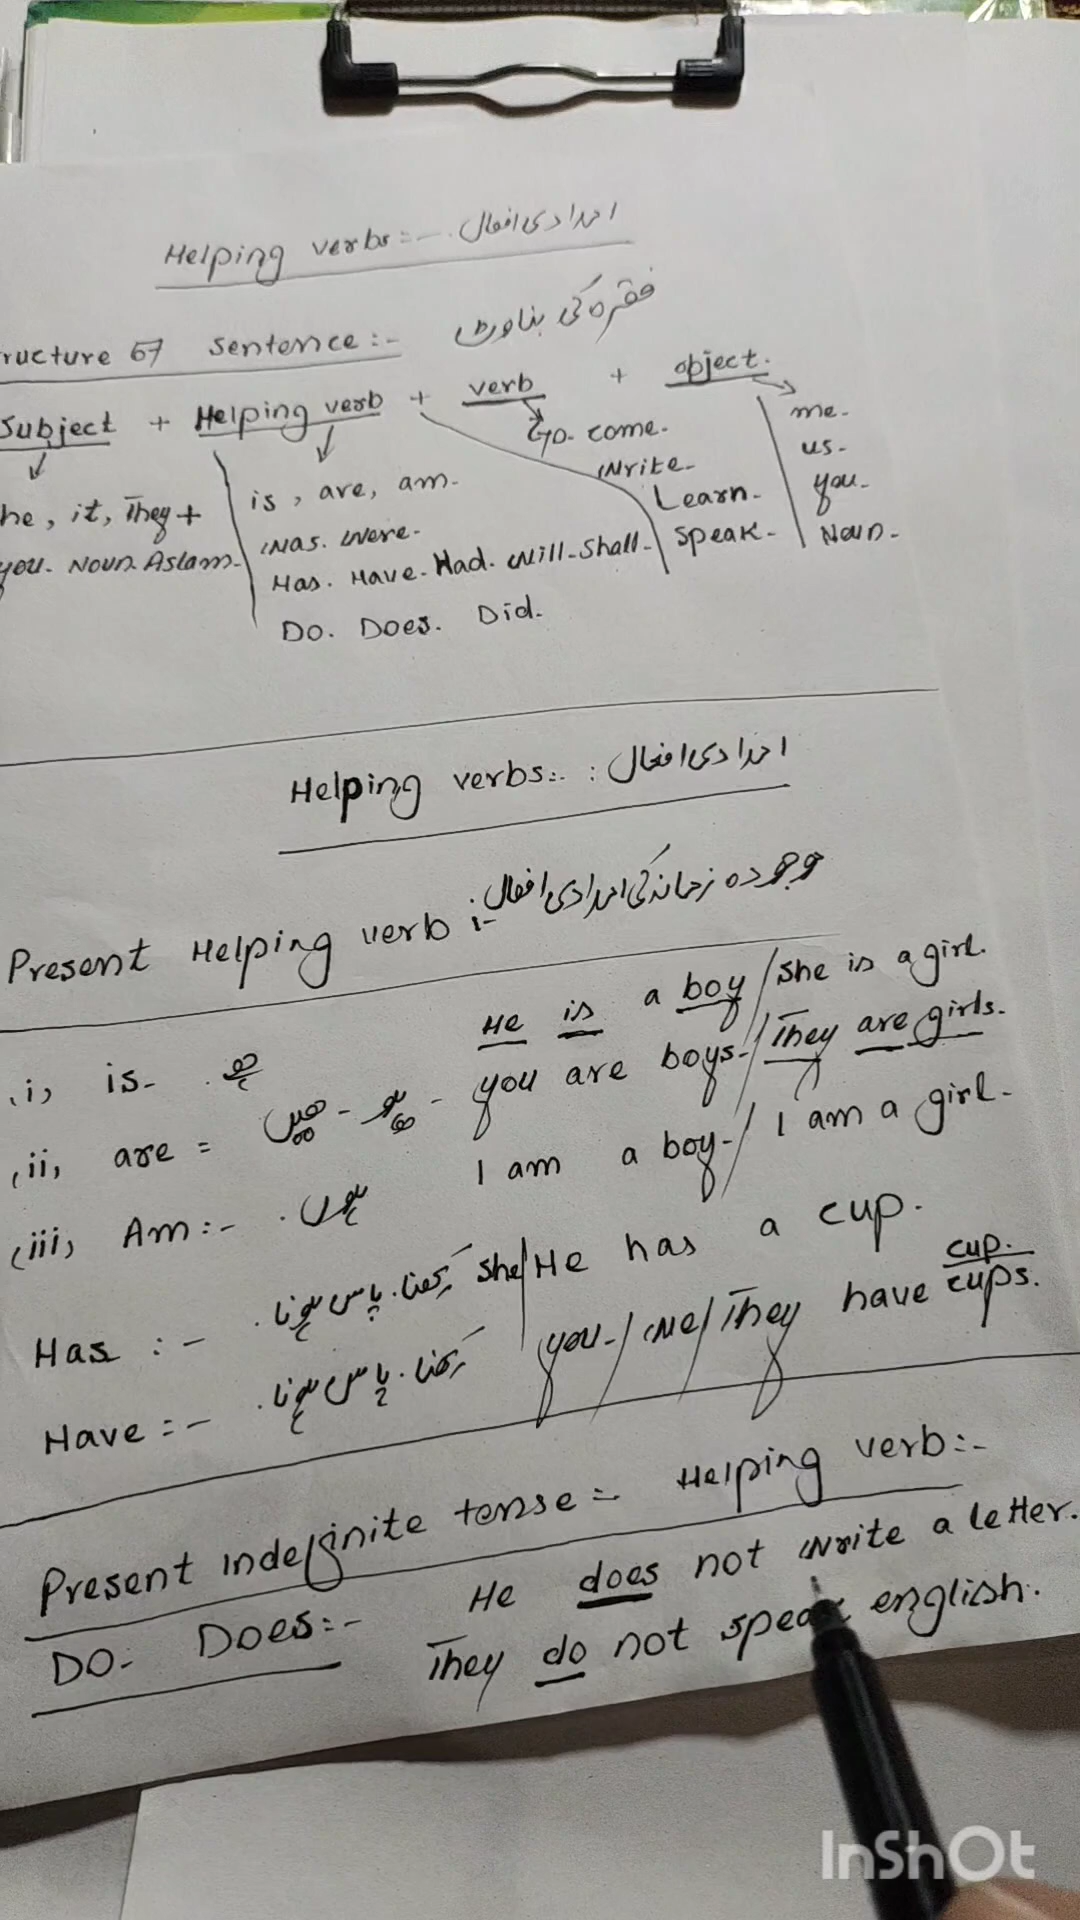 Helping verbs:- امدادی افعال
ructure of sentence:- فقرہ کی بناوٹ
Subject + Helping verb + verb + object.
he, it, They + is, are, am. Go. come. me.
you. Noun. Aslam. was. were. write. us.
Has. Have. Had. will. Shall. Learn. you.
Do. Does. Did. speak. Noun.
Helping verbs:. : امدادی افعال
Present Helping verb :- موجودہ زمانہ کی امدادی افعال
(i) is- ہے He is a boy / She is a girl.
(ii) are = ہیں - ہو - you are boys- / They are girls.
(iii) Am:- ہوں I am a boy- / I am a girl-
Has :- رکھنا. پاس ہونا. She/He has a cup.
Have:- رکھنا. پاس ہونا. you-/we/They have cup. cups.
Present indefinite tense:- Helping verb:-
Do- Does:- He does not write a letter.
They do not speak english.
InShOt